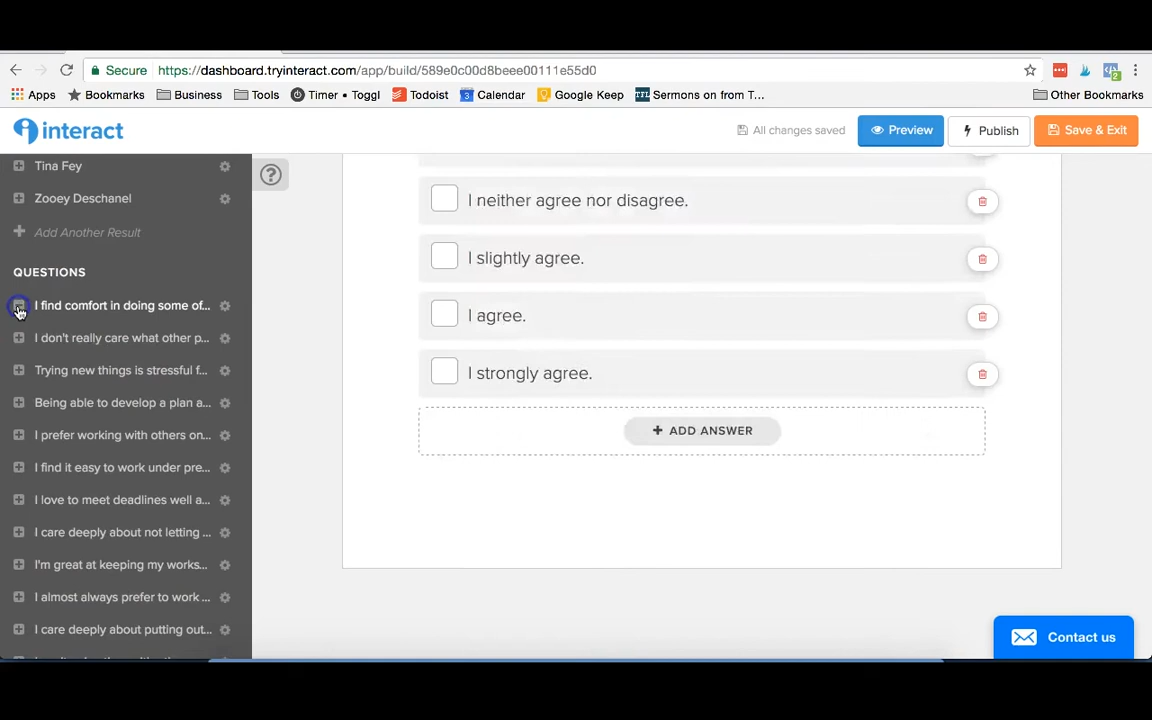 Secure https://dashboard.tryinteract.com/app/build/589e0c00d8beee00111e55d0
Apps Bookmarks Business Tools Timer • Toggl Todoist Calendar Google Keep TFL Sermons on from T... Other Bookmarks
interact All changes saved Preview Publish Save & Exit
Tina Fey
Zooey Deschanel
Add Another Result
QUESTIONS
I find comfort in doing some of...
I don't really care what other p...
Trying new things is stressful f...
Being able to develop a plan a...
I prefer working with others on...
I find it easy to work under pre...
I love to meet deadlines well a...
I care deeply about not letting ...
I'm great at keeping my works...
I almost always prefer to work ...
I care deeply about putting out...
?
I neither agree nor disagree.
I slightly agree.
I agree.
I strongly agree.
+ ADD ANSWER
Contact us